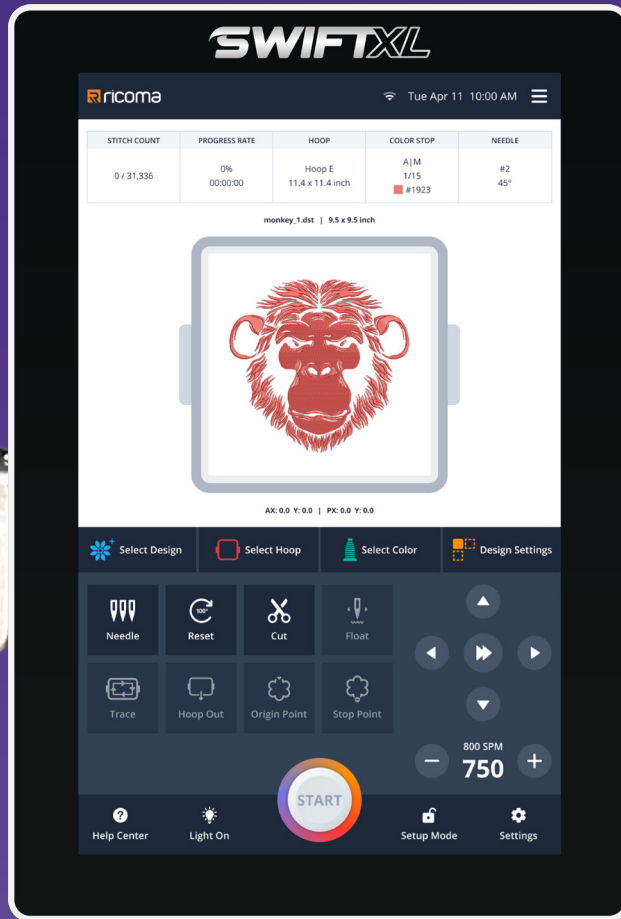 SWIFTXL
ricoma
Tue Apr 11 10:00 AM
STITCH COUNT PROGRESS RATE HOOP COLOR STOP NEEDLE
0 / 31,336 0% 00:00:00 Hoop E 11.4 x 11.4 inch A|M 1/15 #1923 #2 45°
monkey_1.dst | 9.5 x 9.5 inch
AX: 0.0 Y: 0.0 | PX: 0.0 Y: 0.0
Select Design Select Hoop Select Color Design Settings
100°
Needle Reset Cut Float
Trace Hoop Out Origin Point Stop Point
800 SPM
750
START
Help Center Light On Setup Mode Settings